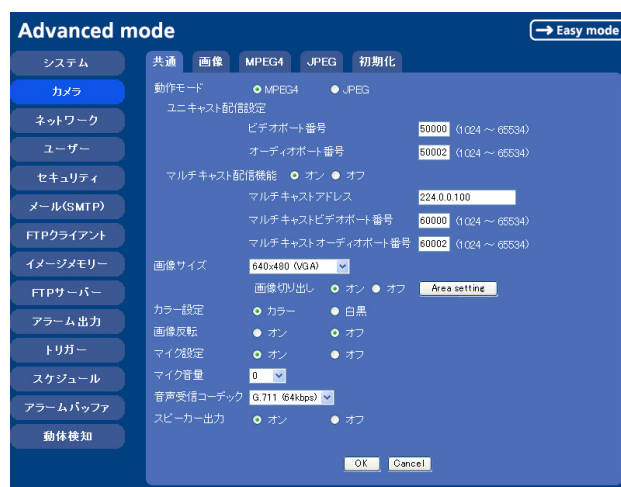 Advanced mode
→ Easy mode
システム
カメラ
ネットワーク
ユーザー
セキュリティ
メール(SMTP)
FTPクライアント
イメージメモリー
FTPサーバー
アラーム出力
トリガー
スケジュール
アラームバッファ
動体検知
共通 画像 MPEG4 JPEG 初期化
動作モード MPEG4 JPEG
ユニキャスト配信設定
ビデオポート番号 50000 (1024 ～ 65534)
オーディオポート番号 50002 (1024 ～ 65534)
マルチキャスト配信機能 オン オフ
マルチキャストアドレス 224.0.0.100
マルチキャストビデオポート番号 60000 (1024 ～ 65534)
マルチキャストオーディオポート番号 60002 (1024 ～ 65534)
画像サイズ 640x480 (VGA)
画像切り出し オン オフ Area setting
カラー設定 カラー 白黒
画像反転 オン オフ
マイク設定 オン オフ
マイク音量 0
音声受信コーデック G.711 (64kbps)
スピーカー出力 オン オフ
OK Cancel